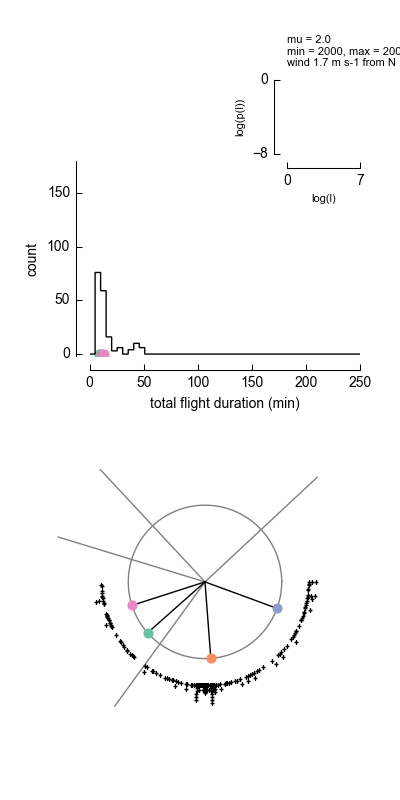 mu = 2.0
min = 2000, max = 200
wind 1.7 m s-1 from N
0
log(p(l))
−8
0 7
log(l)
150
100
count
50
0
0 50 100 150 200 250
total flight duration (min)